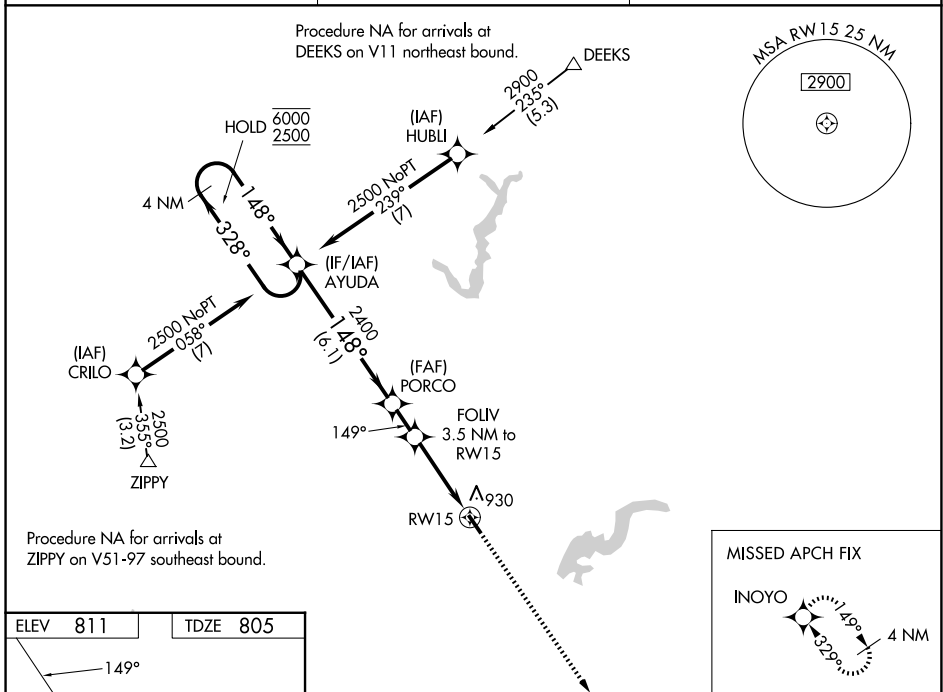 Procedure NA for arrivals at
DEEKS on V11 northeast bound.
DEEKS
2900
235°
(5.3)
MSA RW15 25 NM
2900
HOLD 6000
2500
(IAF)
HUBLI
2500 NoPT
239°
(7)
4 NM
148°
328°
(IF/IAF)
AYUDA
2500 NoPT
058°
(7)
(IAF)
CRILO
2400
148°
(6.1)
(FAF)
PORCO
2500
355°
(3.2)
ZIPPY
149°
FOLIV
3.5 NM to
RW15
930
RW15
Procedure NA for arrivals at
ZIPPY on V51-97 southeast bound.
MISSED APCH FIX
INOYO
149°
329°
4 NM
ELEV 811
TDZE 805
149°